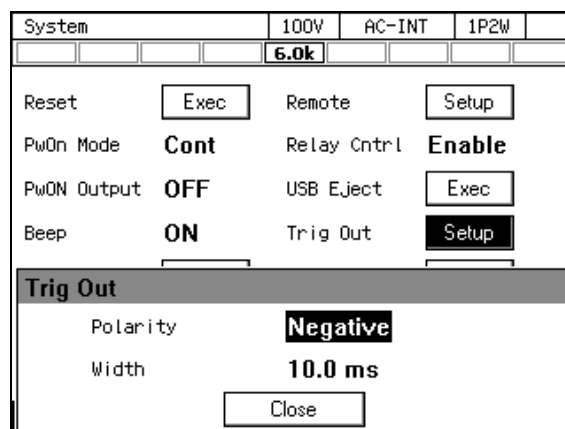 System 100V AC-INT 1P2W
6.0k
Reset Exec Remote Setup
PwOn Mode Cont Relay Cntrl Enable
PwON Output OFF USB Eject Exec
Beep ON Trig Out Setup
Trig Out
Polarity Negative
Width 10.0 ms
Close